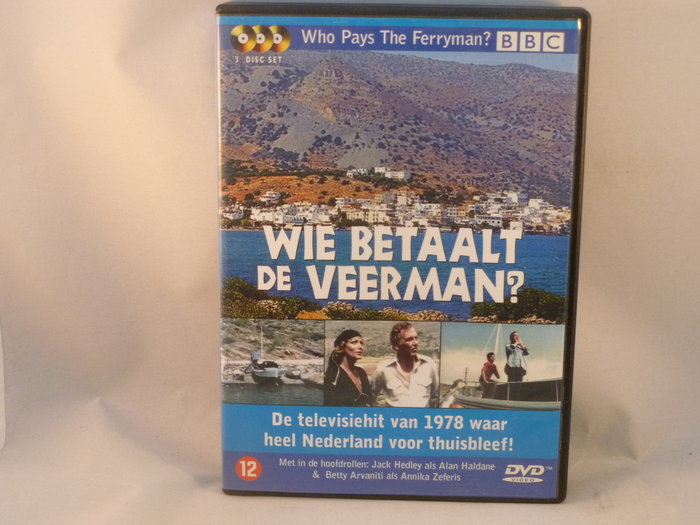 Who Pays The Ferryman? BBC
3 DISC SET
WIE BETAALT
DE VEERMAN?
De televisiehit van 1978 waar
heel Nederland voor thuisbleef!
12
Met in de hoofdrollen: Jack Hedley als Alan Haldane
& Betty Arvaniti als Annika Zeferis
DVD™
VIDEO